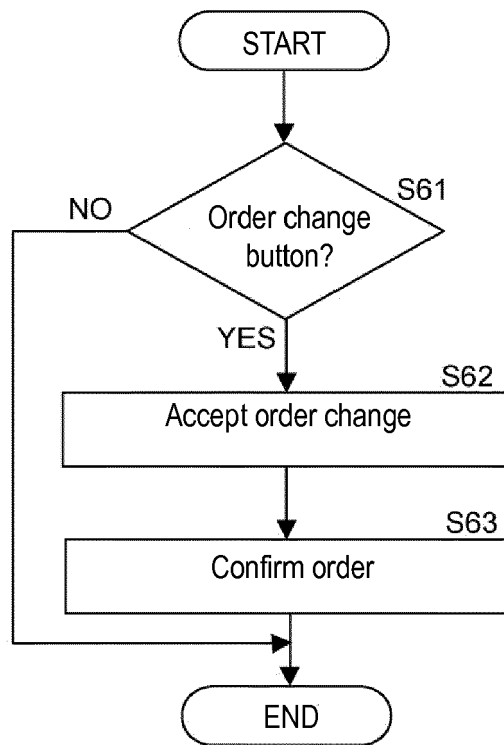 START
S61
NO
Order change
button?
YES
S62
Accept order change
S63
Confirm order
END